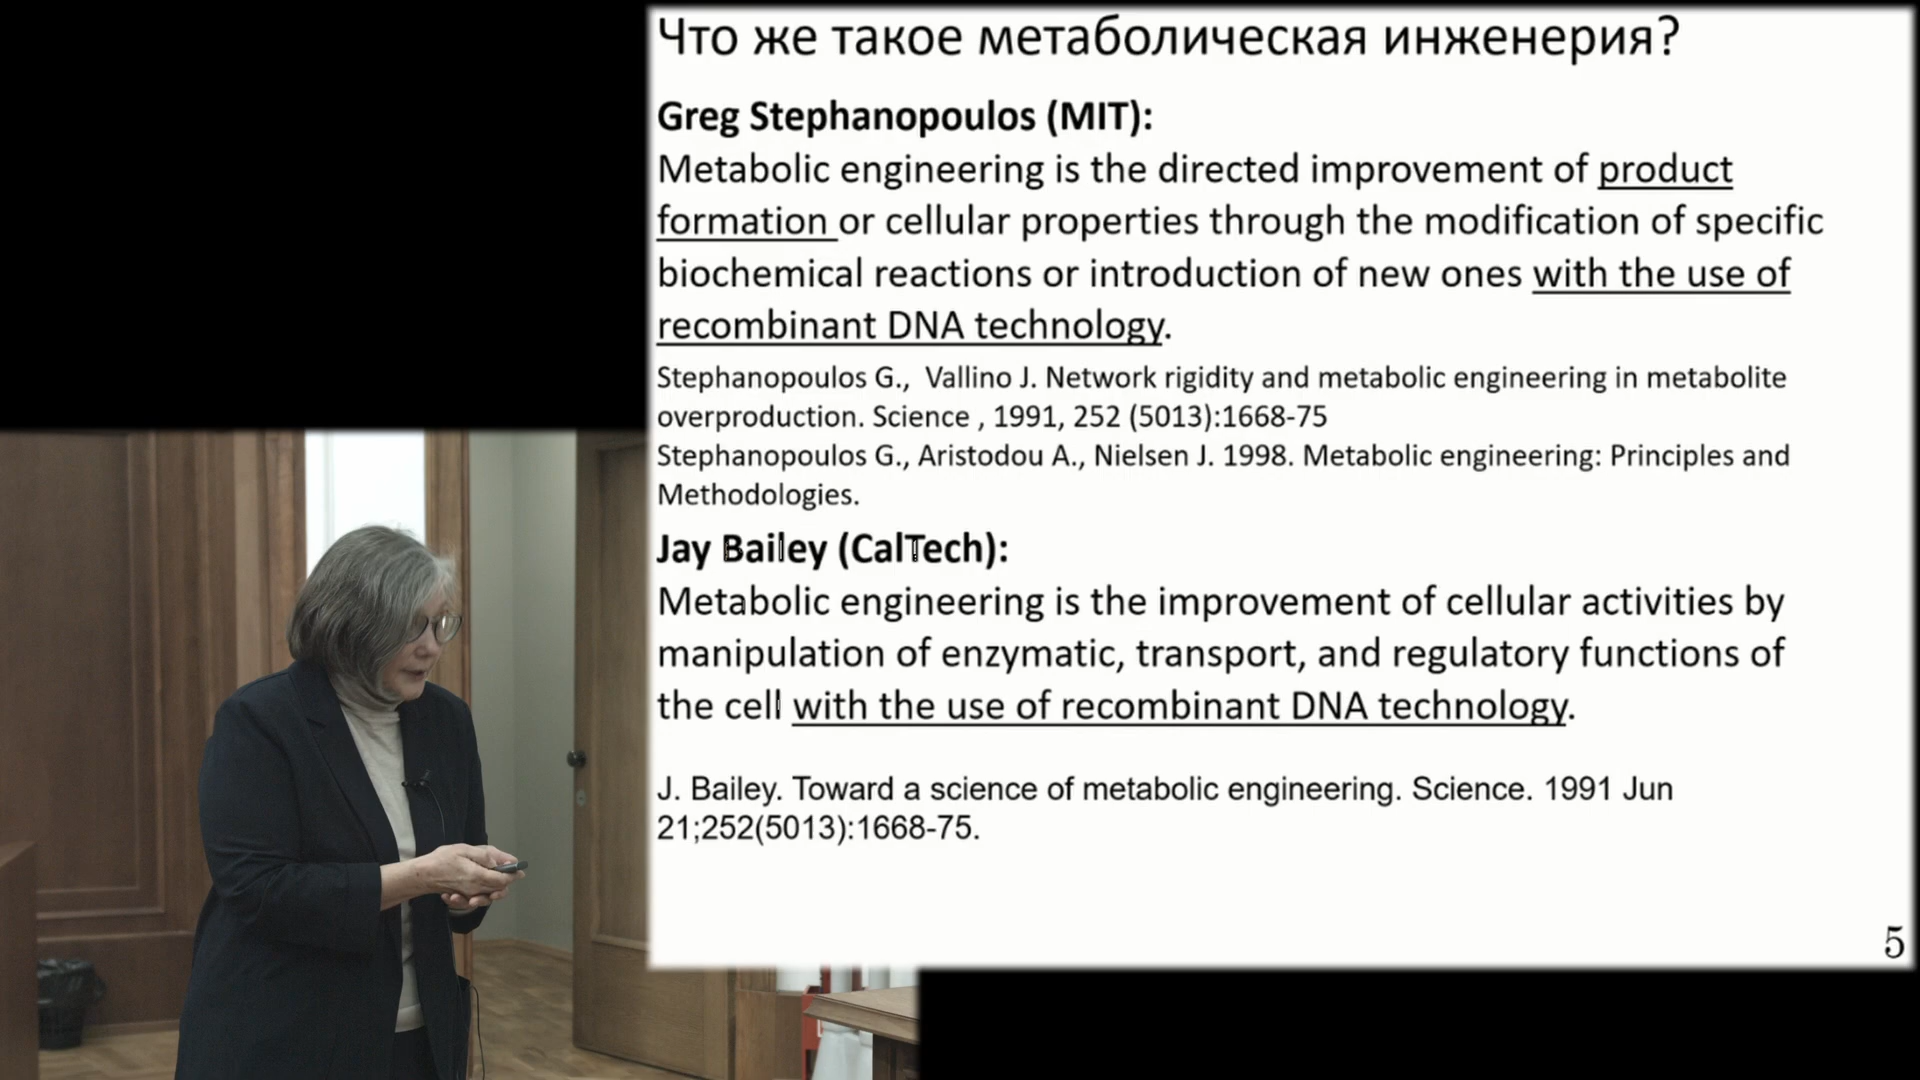 Что же такое метаболическая инженерия?
Greg Stephanopoulos (MIT):
Metabolic engineering is the directed improvement of product
formation or cellular properties through the modification of specific
biochemical reactions or introduction of new ones with the use of
recombinant DNA technology.
Stephanopoulos G., Vallino J. Network rigidity and metabolic engineering in metabolite
overproduction. Science , 1991, 252 (5013):1668-75
Stephanopoulos G., Aristodou A., Nielsen J. 1998. Metabolic engineering: Principles and
Methodologies.
Jay Bailey (CalTech):
Metabolic engineering is the improvement of cellular activities by
manipulation of enzymatic, transport, and regulatory functions of
the cell with the use of recombinant DNA technology.
J. Bailey. Toward a science of metabolic engineering. Science. 1991 Jun
21;252(5013):1668-75.
5